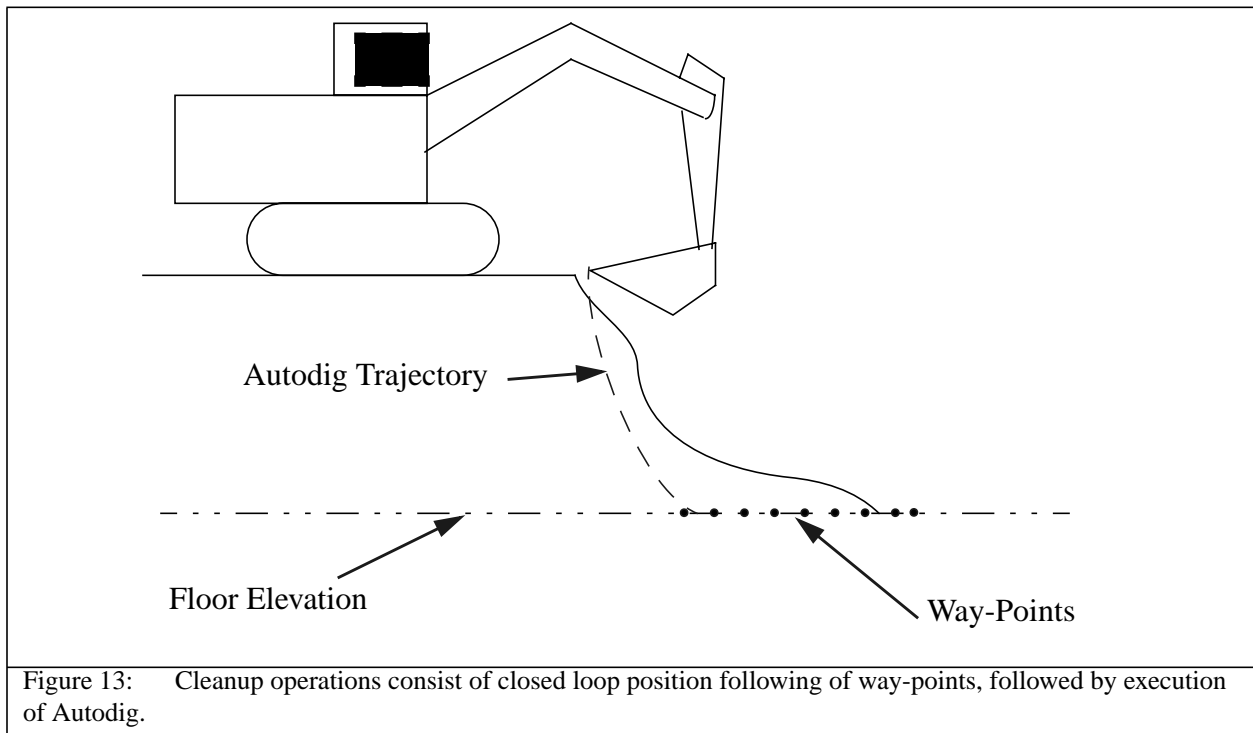 Autodig Trajectory
Floor Elevation
Way-Points
Figure 13: Cleanup operations consist of closed loop position following of way-points, followed by execution
of Autodig.